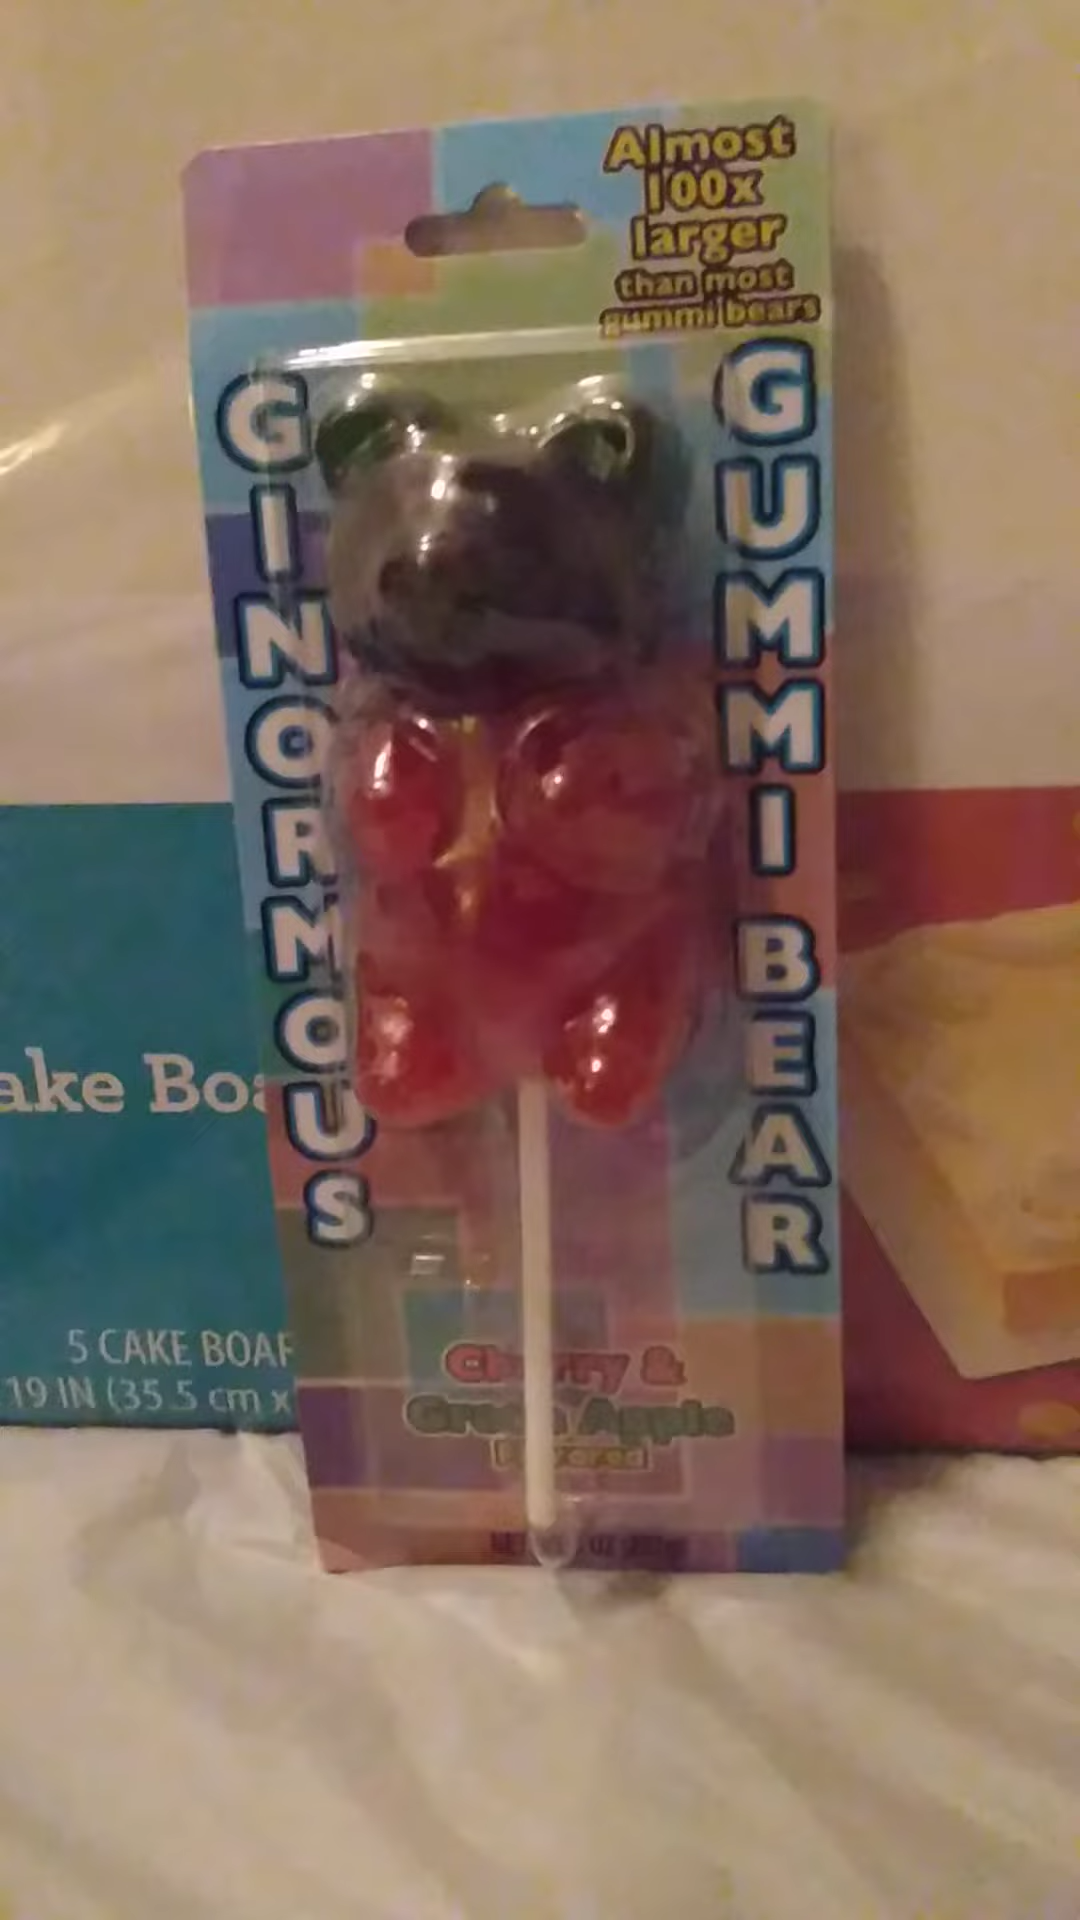 Almost
100x
larger
than most
gummi bears
GINORMOUS
GUMMI BEAR
Cherry &
Green Apple
Flavored
ake Boa
5 CAKE BOAR
19 IN (35.5 cm x